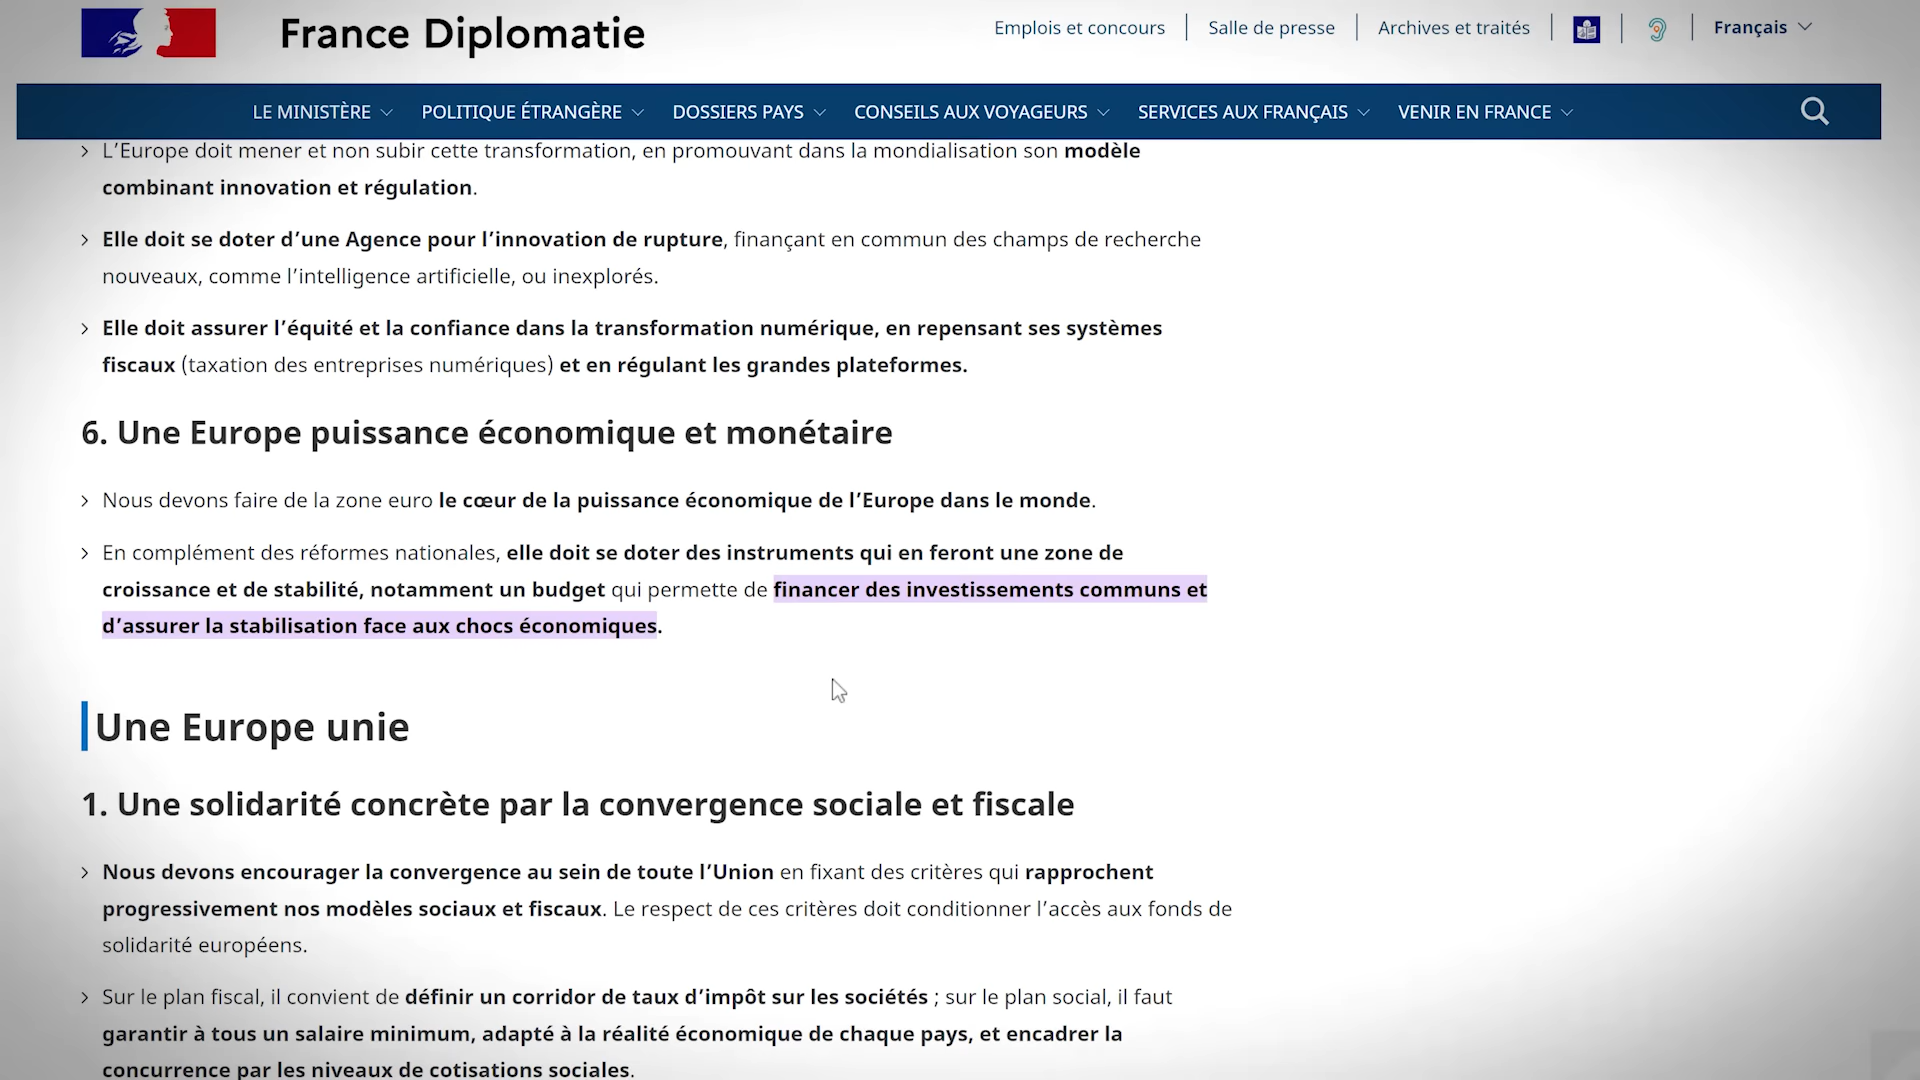 France Diplomatie
Emplois et concours
Salle de presse
Archives et traités
Français
LE MINISTÈRE
POLITIQUE ÉTRANGÈRE
DOSSIERS PAYS
CONSEILS AUX VOYAGEURS
SERVICES AUX FRANÇAIS
VENIR EN FRANCE
L’Europe doit mener et non subir cette transformation, en promouvant dans la mondialisation son modèle
combinant innovation et régulation.
Elle doit se doter d’une Agence pour l’innovation de rupture, finançant en commun des champs de recherche
nouveaux, comme l’intelligence artificielle, ou inexplorés.
Elle doit assurer l’équité et la confiance dans la transformation numérique, en repensant ses systèmes
fiscaux (taxation des entreprises numériques) et en régulant les grandes plateformes.
6. Une Europe puissance économique et monétaire
Nous devons faire de la zone euro le cœur de la puissance économique de l’Europe dans le monde.
En complément des réformes nationales, elle doit se doter des instruments qui en feront une zone de
croissance et de stabilité, notamment un budget qui permette de financer des investissements communs et
d’assurer la stabilisation face aux chocs économiques.
Une Europe unie
1. Une solidarité concrète par la convergence sociale et fiscale
Nous devons encourager la convergence au sein de toute l’Union en fixant des critères qui rapprochent
progressivement nos modèles sociaux et fiscaux. Le respect de ces critères doit conditionner l’accès aux fonds de
solidarité européens.
Sur le plan fiscal, il convient de définir un corridor de taux d’impôt sur les sociétés ; sur le plan social, il faut
garantir à tous un salaire minimum, adapté à la réalité économique de chaque pays, et encadrer la
concurrence par les niveaux de cotisations sociales.